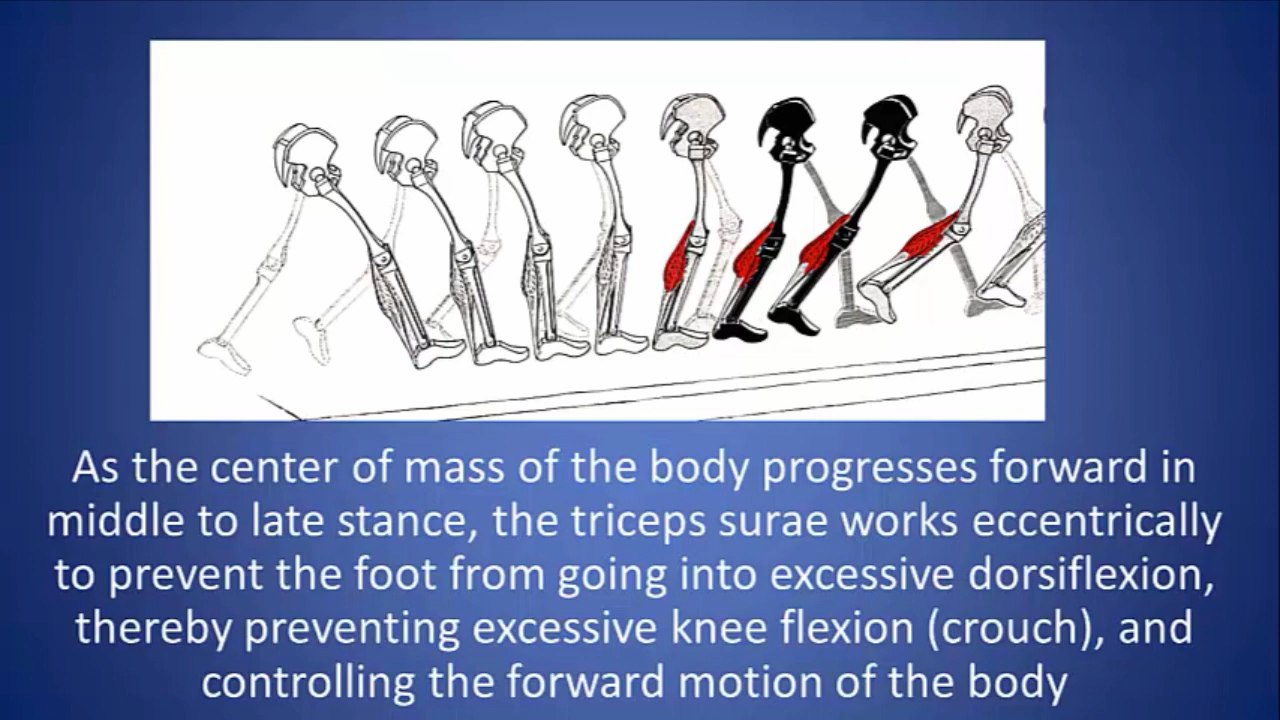 As the center of mass of the body progresses forward in
middle to late stance, the triceps surae works eccentrically
to prevent the foot from going into excessive dorsiflexion,
thereby preventing excessive knee flexion (crouch), and
controlling the forward motion of the body